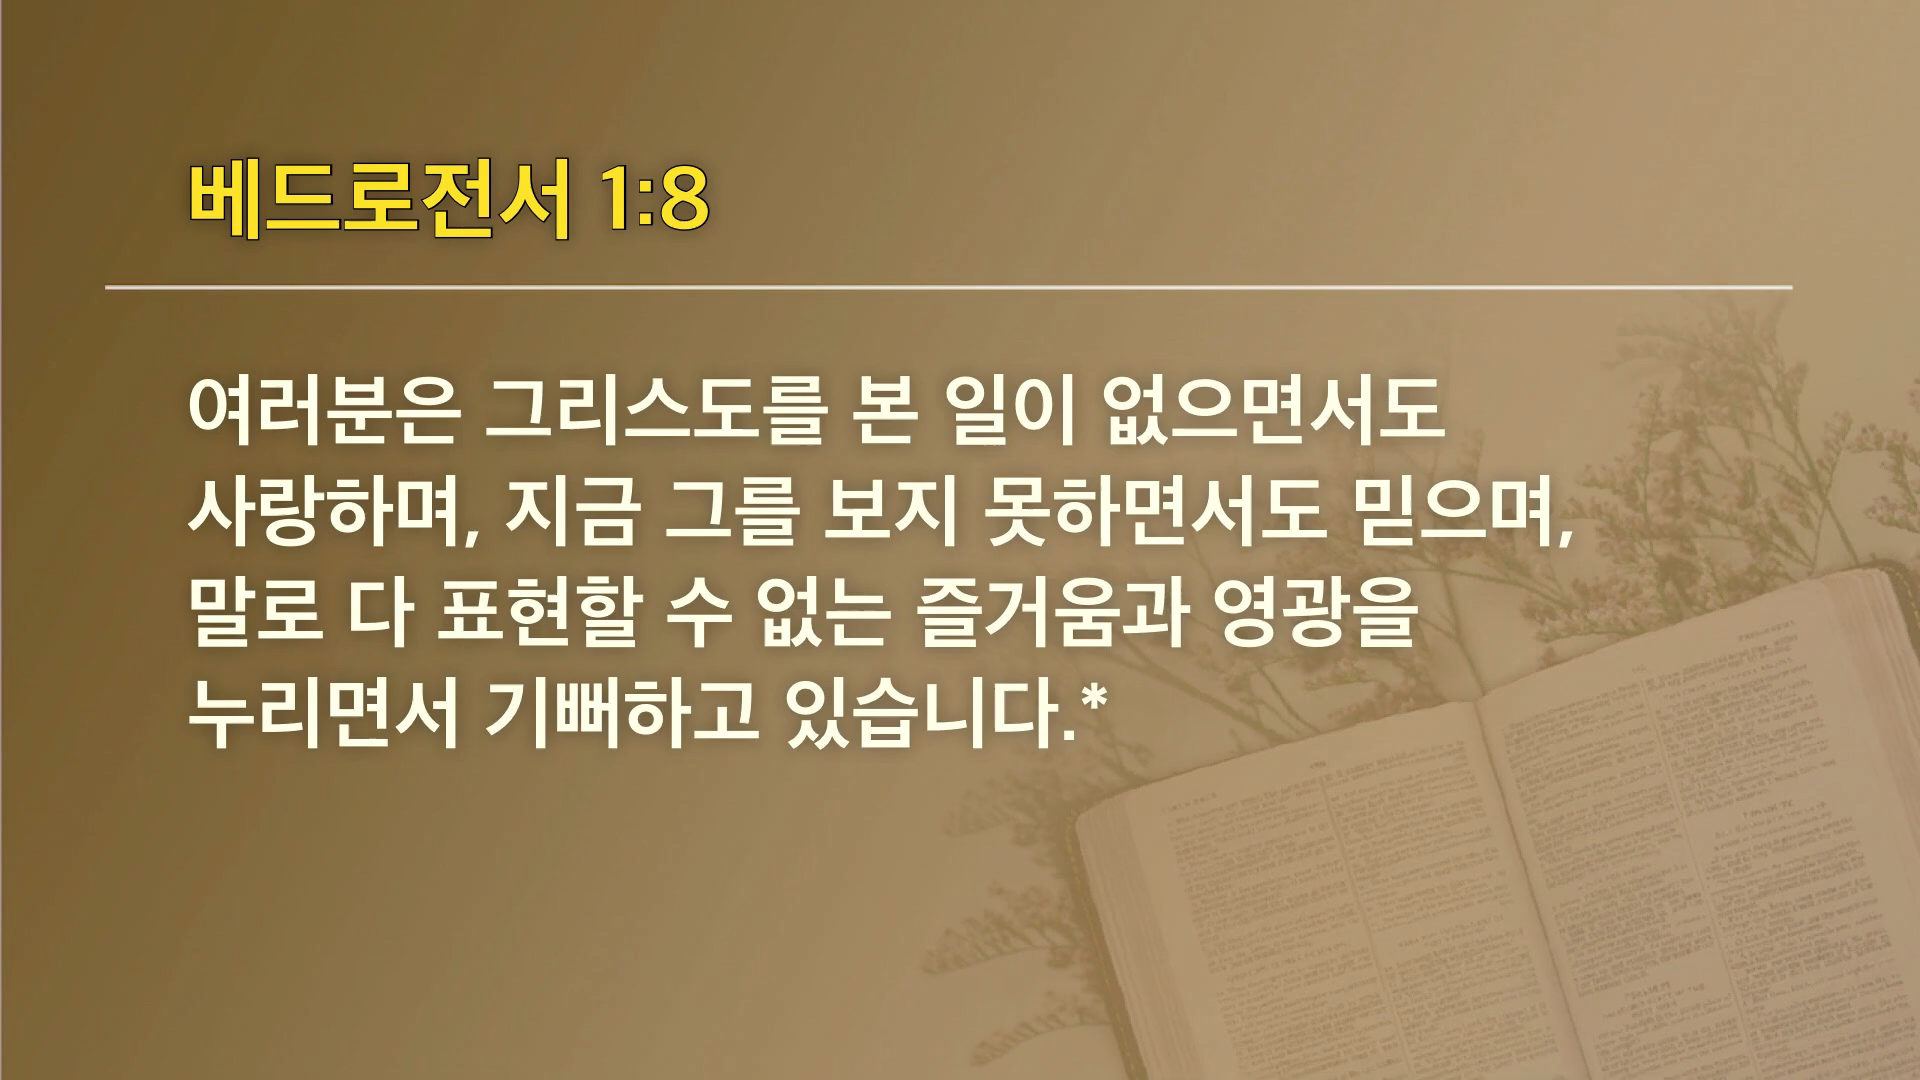 베드로전서 1:8
여러분은 그리스도를 본 일이 없으면서도
사랑하며, 지금 그를 보지 못하면서도 믿으며,
말로 다 표현할 수 없는 즐거움과 영광을
누리면서 기뻐하고 있습니다.*